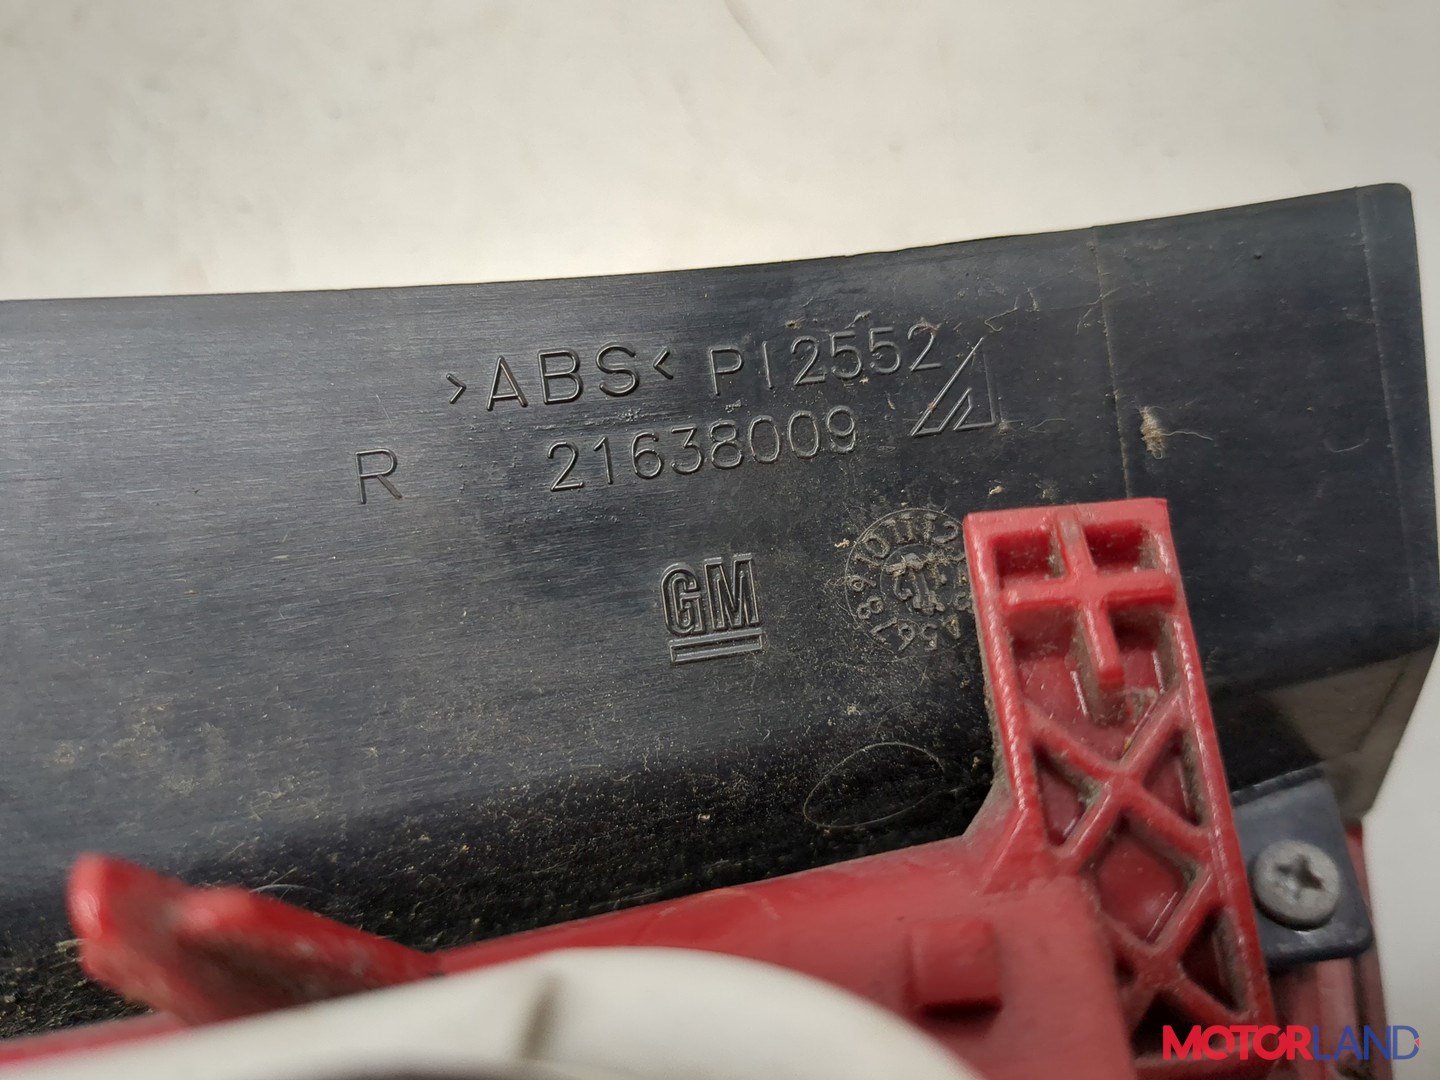 >ABS< PI2552
R 21638009
GM
MOTORLAND